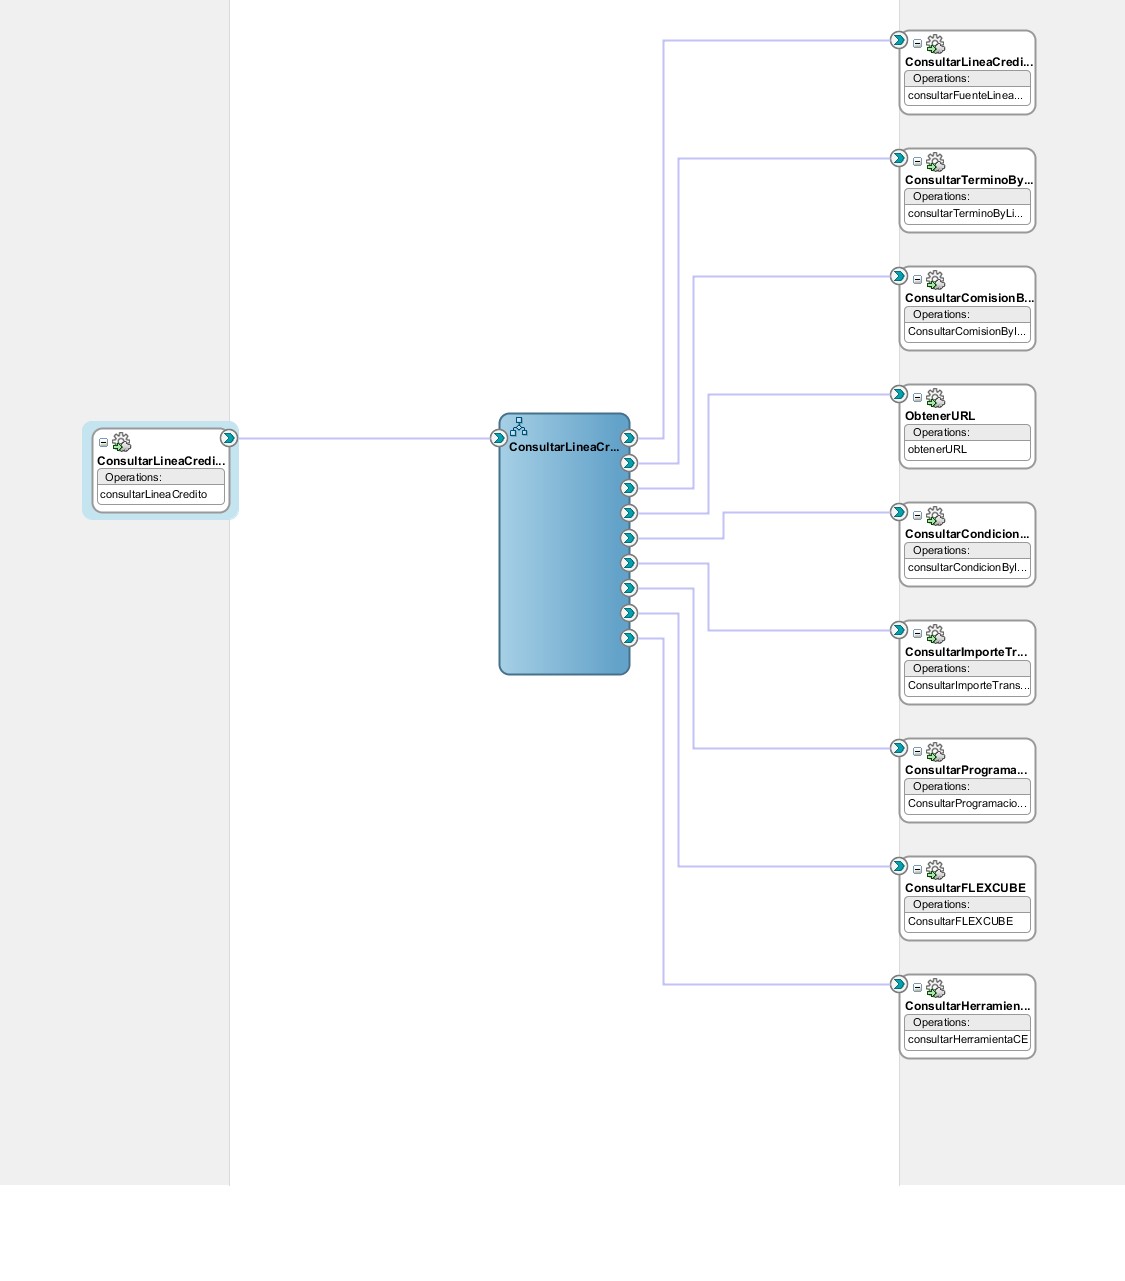 ConsultarLineaCredi...
Operations:
consultarLineaCredito
ConsultarLineaCr...
ConsultarLineaCredi...
Operations:
consultarFuenteLinea...
ConsultarTerminoBy...
Operations:
consultarTerminoByLi...
ConsultarComisionB...
Operations:
ConsultarComisionByI...
ObtenerURL
Operations:
obtenerURL
ConsultarCondicion...
Operations:
consultarCondicionByI...
ConsultarImporteTr...
Operations:
ConsultarImporteTrans...
ConsultarPrograma...
Operations:
ConsultarProgramacio...
ConsultarFLEXCUBE
Operations:
ConsultarFLEXCUBE
ConsultarHerramien...
Operations:
consultarHerramientaCE